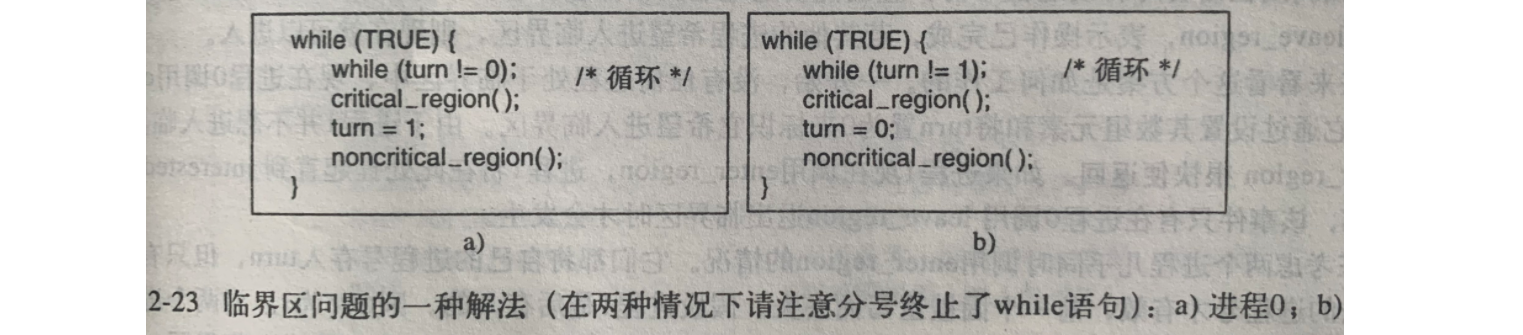 while (TRUE) {
while (turn != 0); /* 循环 */
critical_region( );
turn = 1;
noncritical_region( );
}
a)
while (TRUE) {
while (turn != 1); /* 循环 */
critical_region( );
turn = 0;
noncritical_region( );
}
b)
2-23 临界区问题的一种解法（在两种情况下请注意分号终止了while语句）：a) 进程0；b)